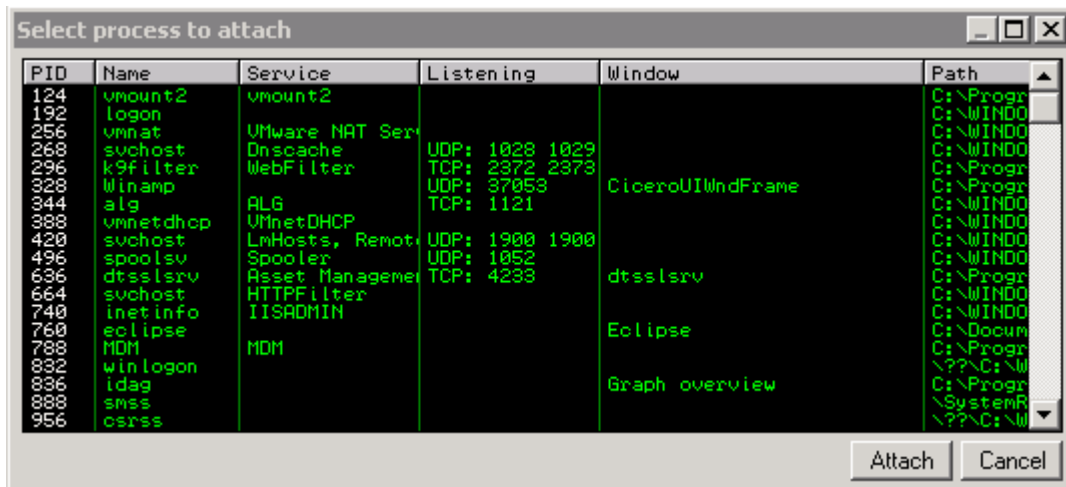 Select process to attach
PID Name Service Listening Window Path
124 vmount2 vmount2 C:\Progr
192 logon C:\WINDO
256 vmnat VMware NAT Serv C:\WINDO
268 svchost Dnscache UDP: 1028 1029 C:\WINDO
296 k9filter WebFilter TCP: 2372 2373 C:\Progr
328 Winamp UDP: 37053 CiceroUIWndFrame C:\Progr
344 alg ALG TCP: 1121 C:\WINDO
388 vmnetdhcp VMnetDHCP C:\WINDO
420 svchost LmHosts, Remote UDP: 1900 1900 C:\WINDO
496 spoolsv Spooler UDP: 1052 C:\WINDO
636 dtsslsrv Asset Managemen TCP: 4233 dtsslsrv C:\Progr
664 svchost HTTPFilter C:\WINDO
740 inetinfo IISADMIN C:\WINDO
760 eclipse Eclipse C:\Docum
788 MDM MDM C:\Progr
832 winlogon \??\C:\W
836 idag Graph overview C:\Progr
888 smss \SystemR
956 csrss \??\C:\W
Attach Cancel